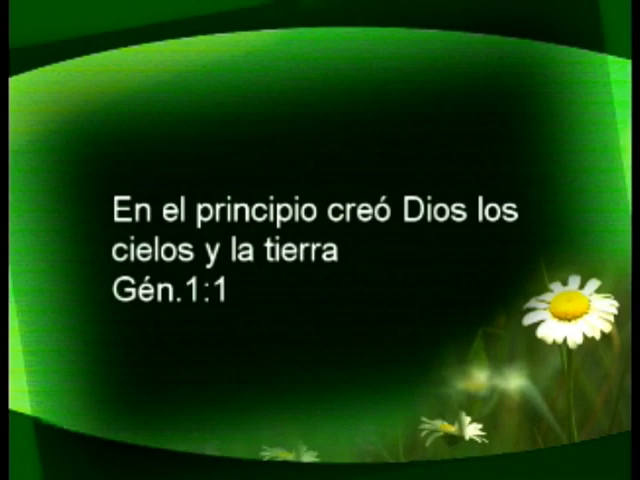 En el principio creó Dios los
cielos y la tierra
Gén.1:1